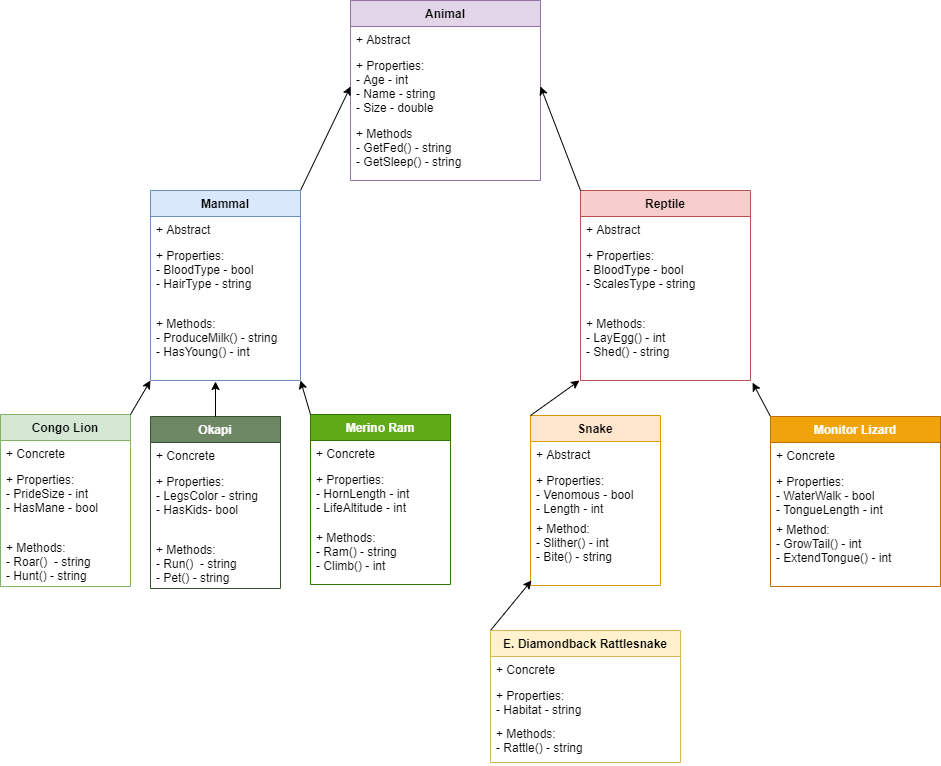 Animal
+ Abstract
+ Properties:
- Age - int
- Name - string
- Size - double
+ Methods
- GetFed() - string
- GetSleep() - string
Mammal
+ Abstract
+ Properties:
- BloodType - bool
- HairType - string
+ Methods:
- ProduceMilk() - string
- HasYoung() - int
Reptile
+ Abstract
+ Properties:
- BloodType - bool
- ScalesType - string
+ Methods:
- LayEgg() - int
- Shed() - string
Congo Lion
+ Concrete
+ Properties:
- PrideSize - int
- HasMane - bool
+ Methods:
- Roar()  - string
- Hunt() - string
Okapi
+ Concrete
+ Properties:
- LegsColor - string
- HasKids- bool
+ Methods:
- Run()  - string
- Pet() - string
Merino Ram
+ Concrete
+ Properties:
- HornLength - int
- LifeAltitude - int
+ Methods:
- Ram() - string
- Climb() - int
Snake
+ Abstract
+ Properties:
- Venomous - bool
- Length - int
+ Method:
- Slither() - int
- Bite() - string
Monitor Lizard
+ Concrete
+ Properties:
- WaterWalk - bool
- TongueLength - int
+ Method:
- GrowTail() - int
- ExtendTongue() - int
E. Diamondback Rattlesnake
+ Concrete
+ Properties:
- Habitat - string
+ Methods:
- Rattle() - string